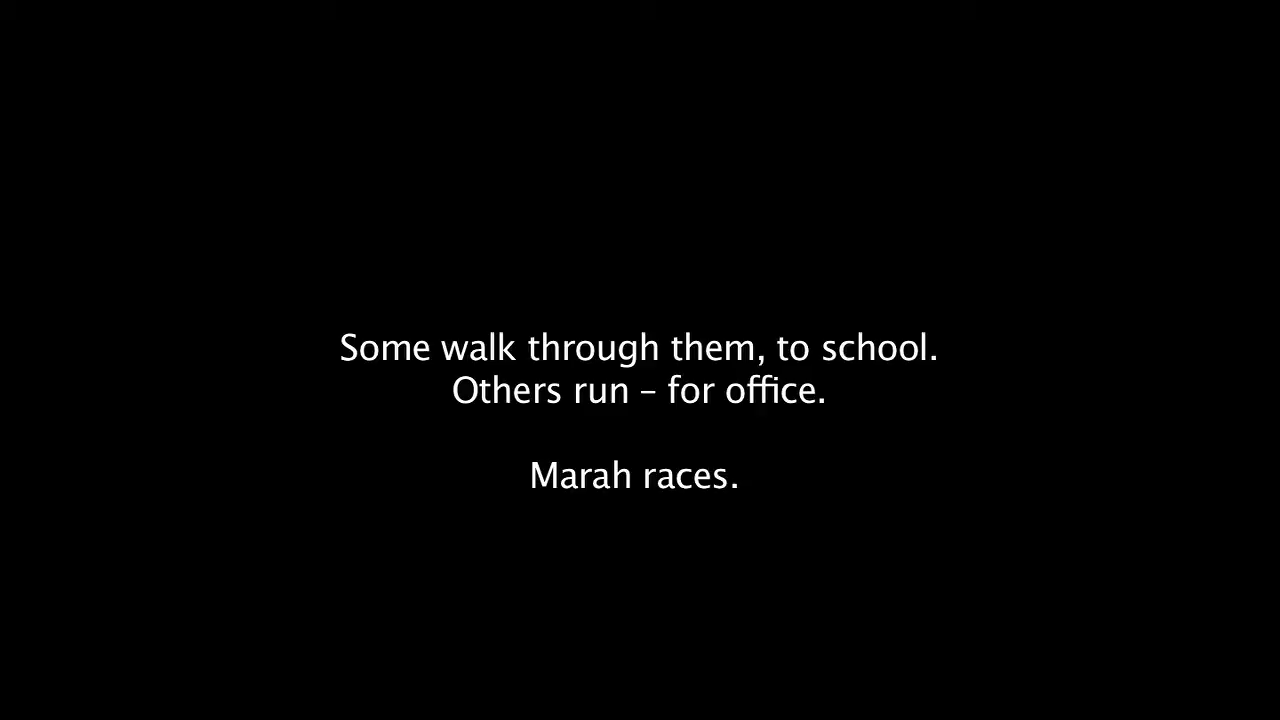 Some walk through them, to school.
Others run – for office.
Marah races.